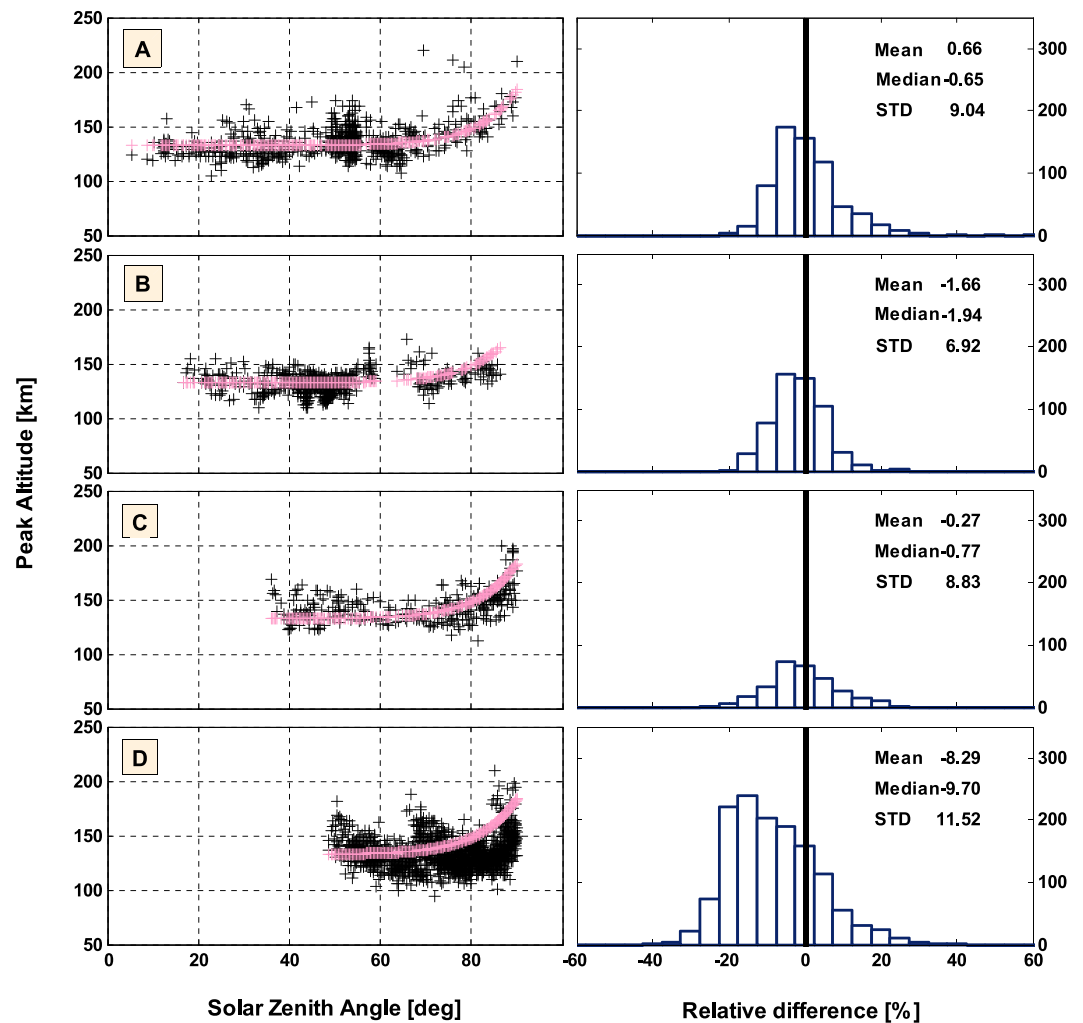 Peak Altitude [km]
A
250
200
150
100
50
Mean 0.66
Median -0.65
STD 9.04
300
200
100
0
B
250
200
150
100
50
Mean -1.66
Median -1.94
STD 6.92
300
200
100
0
C
250
200
150
100
50
Mean -0.27
Median -0.77
STD 8.83
300
200
100
0
D
250
200
150
100
50
Mean -8.29
Median -9.70
STD 11.52
300
200
100
0
0 20 40 60 80 100
-60 -40 -20 0 20 40 60
Solar Zenith Angle [deg]
Relative difference [%]